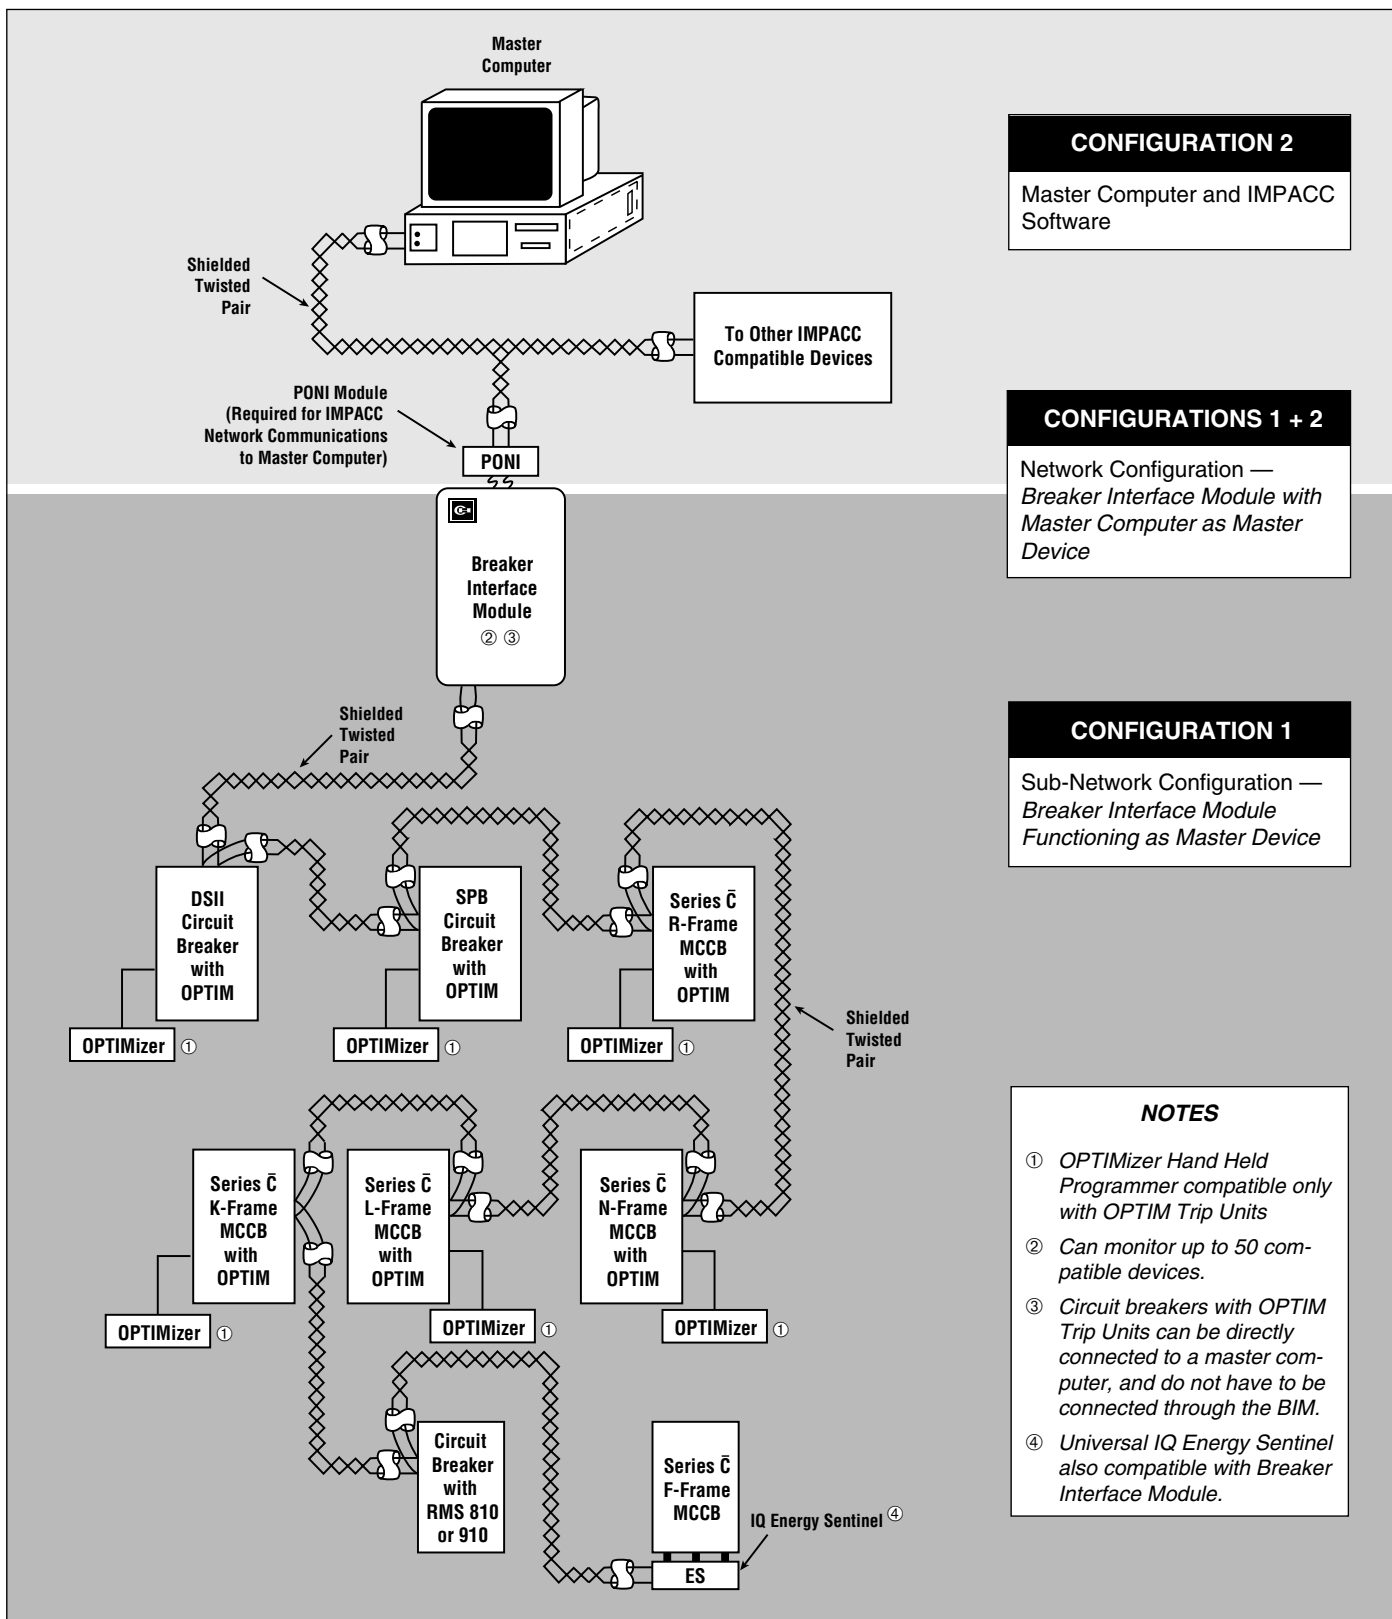 Master
Computer
CONFIGURATION 2
Master Computer and IMPACC
Software
Shielded
Twisted
Pair
To Other IMPACC
Compatible Devices
PONI Module
(Required for IMPACC
Network Communications
to Master Computer)
PONI
CONFIGURATIONS 1 + 2
Network Configuration —
Breaker Interface Module with
Master Computer as Master
Device
Breaker
Interface
Module
② ③
Shielded
Twisted
Pair
CONFIGURATION 1
Sub-Network Configuration —
Breaker Interface Module
Functioning as Master Device
DSII
Circuit
Breaker
with
OPTIM
OPTIMizer ①
SPB
Circuit
Breaker
with
OPTIM
OPTIMizer ①
Series C̄
R-Frame
MCCB
with
OPTIM
OPTIMizer ①
Shielded
Twisted
Pair
Series C̄
K-Frame
MCCB
with
OPTIM
OPTIMizer ①
Series C̄
L-Frame
MCCB
with
OPTIM
OPTIMizer ①
Series C̄
N-Frame
MCCB
with
OPTIM
OPTIMizer ①
Circuit
Breaker
with
RMS 810
or 910
Series C̄
F-Frame
MCCB
ES
IQ Energy Sentinel ④
NOTES
① OPTIMizer Hand Held
Programmer compatible only
with OPTIM Trip Units
② Can monitor up to 50 com-
patible devices.
③ Circuit breakers with OPTIM
Trip Units can be directly
connected to a master com-
puter, and do not have to be
connected through the BIM.
④ Universal IQ Energy Sentinel
also compatible with Breaker
Interface Module.